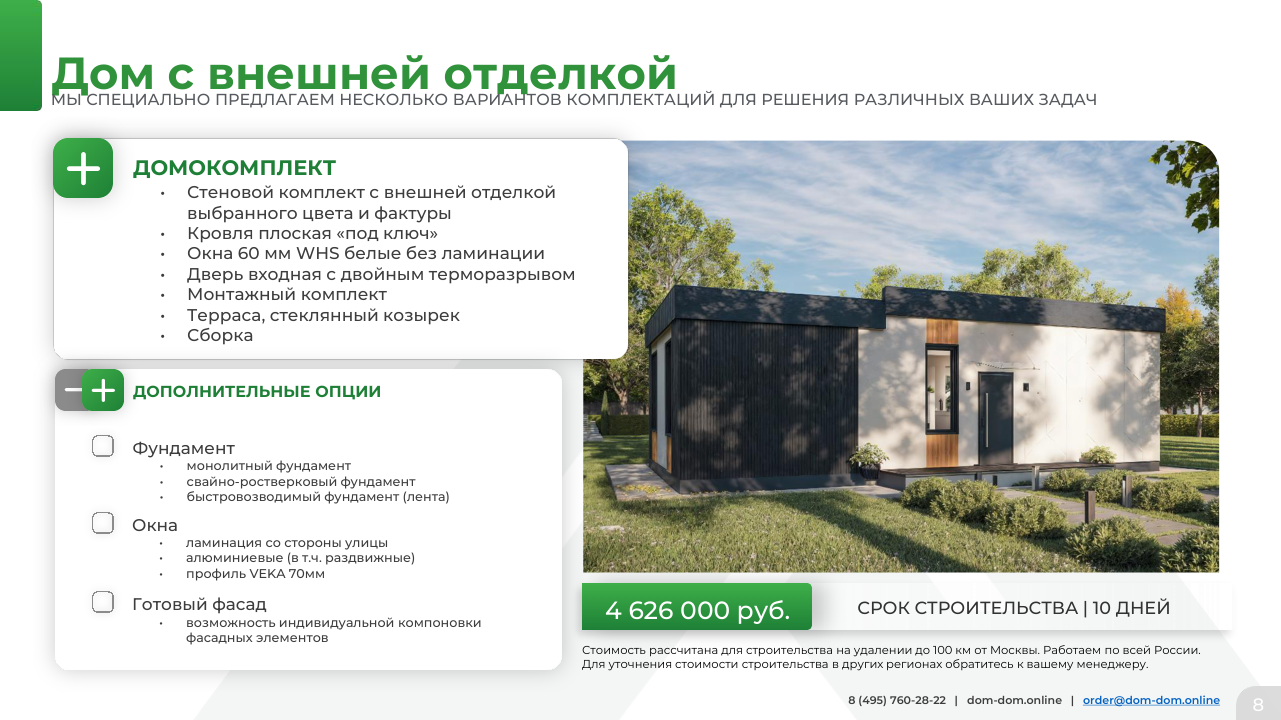 Дом с внешней отделкой
МЫ СПЕЦИАЛЬНО ПРЕДЛАГАЕМ НЕСКОЛЬКО ВАРИАНТОВ КОМПЛЕКТАЦИЙ ДЛЯ РЕШЕНИЯ РАЗЛИЧНЫХ ВАШИХ ЗАДАЧ
ДОМОКОМПЛЕКТ
• Стеновой комплект с внешней отделкой
выбранного цвета и фактуры
• Кровля плоская «под ключ»
• Окна 60 мм WHS белые без ламинации
• Дверь входная с двойным терморазрывом
• Монтажный комплект
• Терраса, стеклянный козырек
• Сборка
ДОПОЛНИТЕЛЬНЫЕ ОПЦИИ
Фундамент
• монолитный фундамент
• свайно-ростверковый фундамент
• быстровозводимый фундамент (лента)
Окна
• ламинация со стороны улицы
• алюминиевые (в т.ч. раздвижные)
• профиль VEKA 70мм
Готовый фасад
• возможность индивидуальной компоновки
фасадных элементов
4 626 000 руб.
СРОК СТРОИТЕЛЬСТВА | 10 ДНЕЙ
Стоимость рассчитана для строительства на удалении до 100 км от Москвы. Работаем по всей России.
Для уточнения стоимости строительства в других регионах обратитесь к вашему менеджеру.
8 (495) 760-28-22 | dom-dom.online | order@dom-dom.online
8